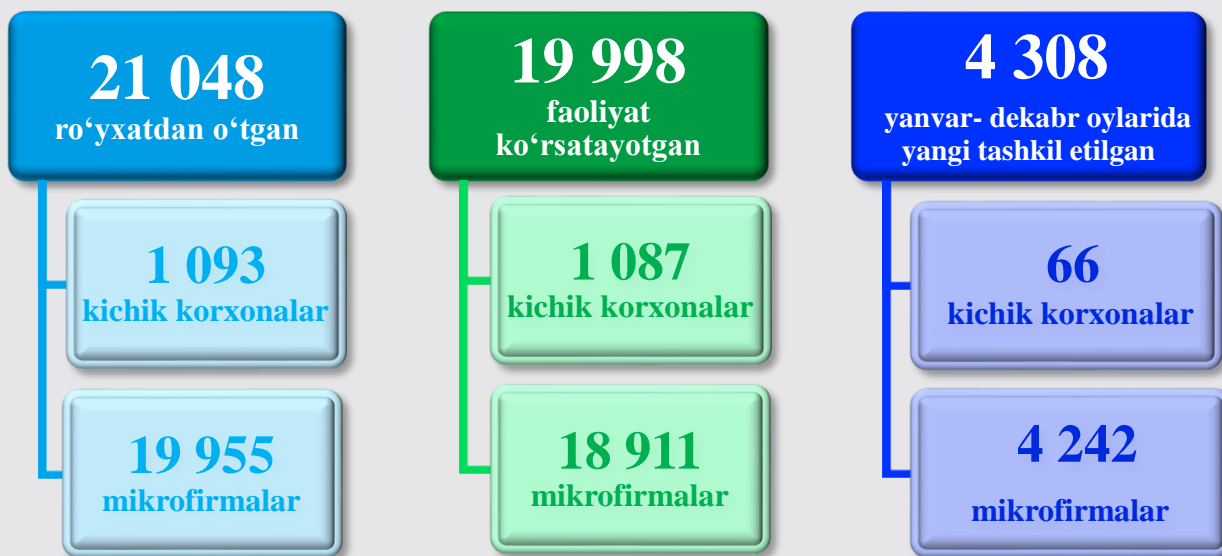 21 048
ro‘yxatdan o‘tgan
1 093
kichik korxonalar
19 955
mikrofirmalar
19 998
faoliyat
ko‘rsatayotgan
1 087
kichik korxonalar
18 911
mikrofirmalar
4 308
yanvar- dekabr oylarida
yangi tashkil etilgan
66
kichik korxonalar
4 242
mikrofirmalar